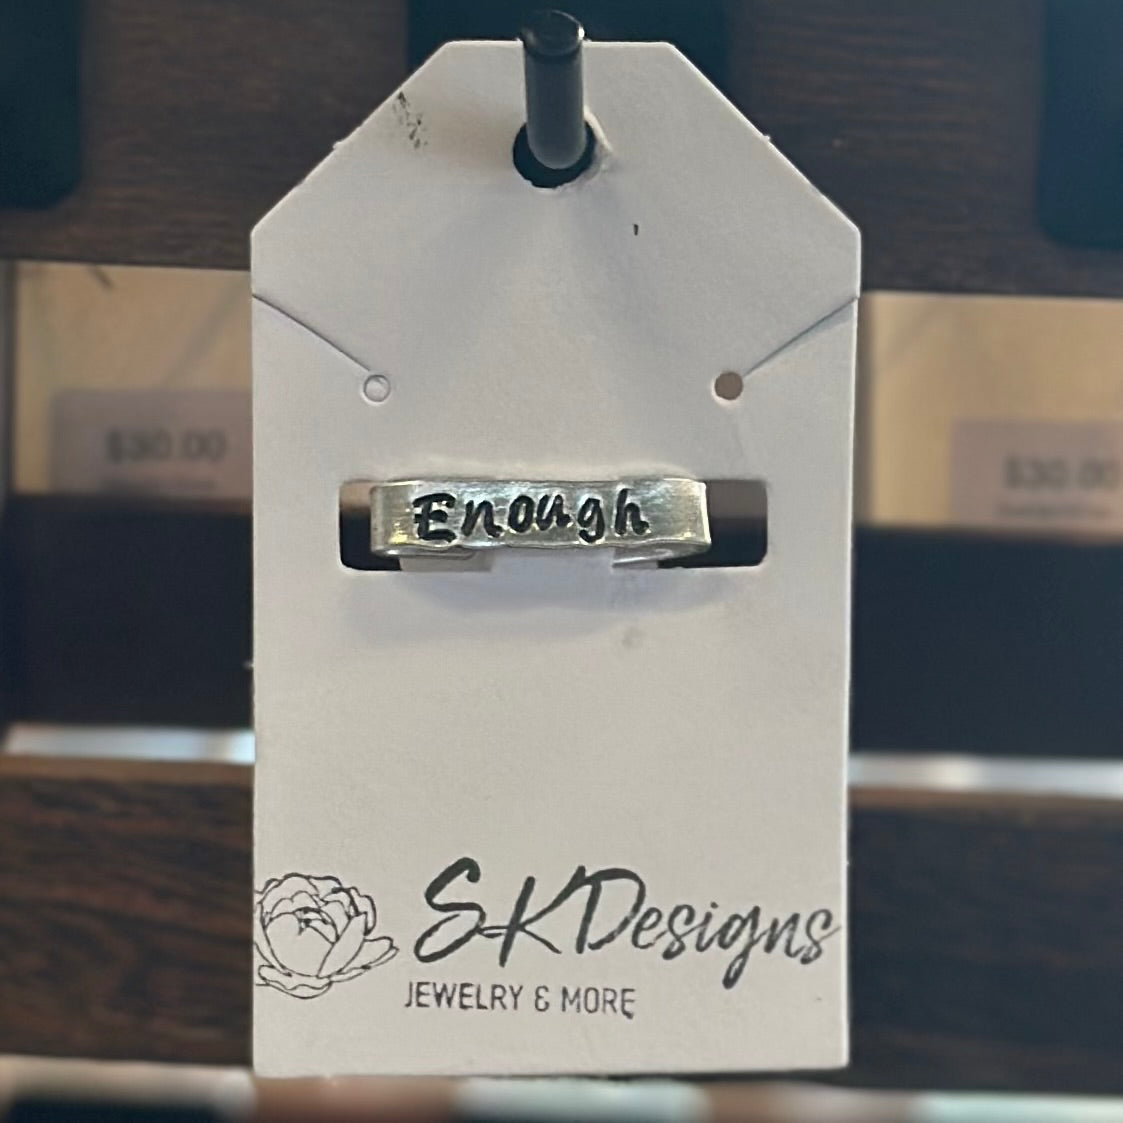 $30.00
$30.00
Enough
SKDesigns
JEWELRY & MORE